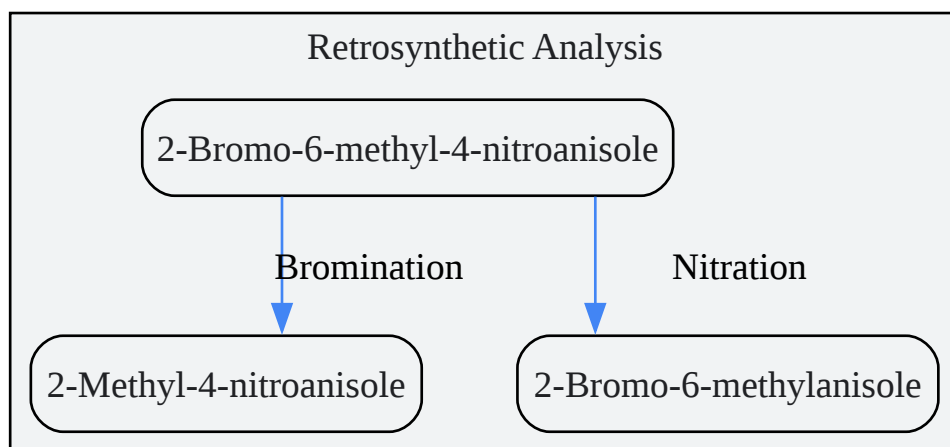 Retrosynthetic Analysis
2-Bromo-6-methyl-4-nitroanisole
Bromination
Nitration
2-Methyl-4-nitroanisole
2-Bromo-6-methylanisole